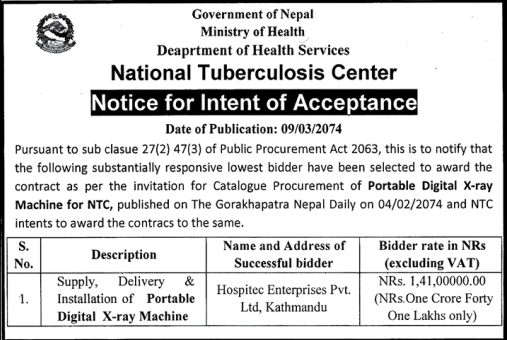 Government of Nepal
Ministry of Health
Deaprtment of Health Services
National Tuberculosis Center
Notice for Intent of Acceptance
Date of Publication: 09/03/2074
Pursuant to sub clasue 27(2) 47(3) of Public Procurement Act 2063, this is to notify that
the following substantially responsive lowest bidder have been selected to award the
contract as per the invitation for Catalogue Procurement of Portable Digital X-ray
Machine for NTC, published on The Gorakhapatra Nepal Daily on 04/02/2074 and NTC
intents to award the contracs to the same.
S. No. Description Name and Address of Successful bidder Bidder rate in NRs (excluding VAT)
1. Supply, Delivery & Installation of Portable Digital X-ray Machine Hospitec Enterprises Pvt. Ltd, Kathmandu NRs. 1,41,00000.00 (NRs.One Crore Forty One Lakhs only)